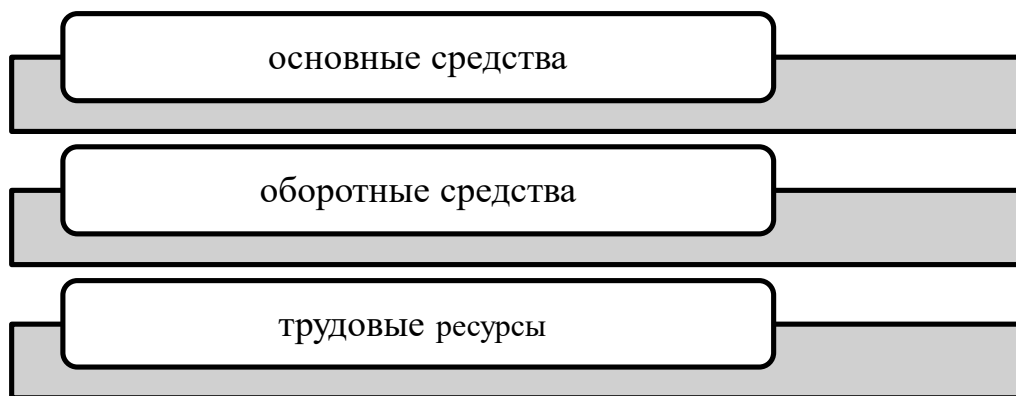 основные средства
оборотные средства
трудовые ресурсы